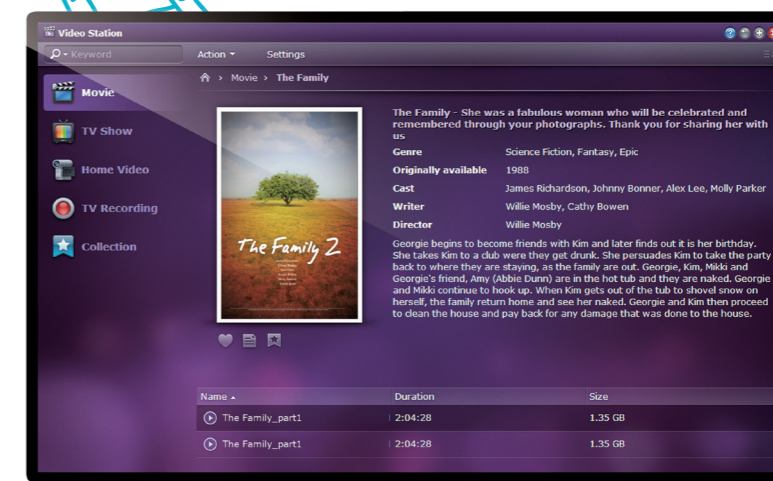 Video Station
Keyword
Action
Settings
Movie > The Family
Movie
TV Show
Home Video
TV Recording
Collection
The Family 2
The Family - She was a fabulous woman who will be celebrated and
remembered through your photographs. Thank you for sharing her with
us
Genre Science Fiction, Fantasy, Epic
Originally available 1988
Cast James Richardson, Johnny Bonner, Alex Lee, Molly Parker
Writer Willie Mosby, Cathy Bowen
Director Willie Mosby
Georgie begins to become friends with Kim and later finds out it is her birthday.
She takes Kim to a club were they get drunk. She persuades Kim to take the party
back to where they are staying, as the family are out. Georgie, Kim, Mikki and
Georgie's friend, Amy (Abbie Dunn) are in the hot tub and they are naked. Georgie
and Mikki continue to hook up. When Kim gets out of the tub to shovel snow on
herself, the family return home and see her naked. Georgie and Kim then proceed
to clean the house and pay back for any damage that was done to the house.
Name Duration Size
The Family_part1 2:04:28 1.35 GB
The Family_part1 2:04:28 1.35 GB